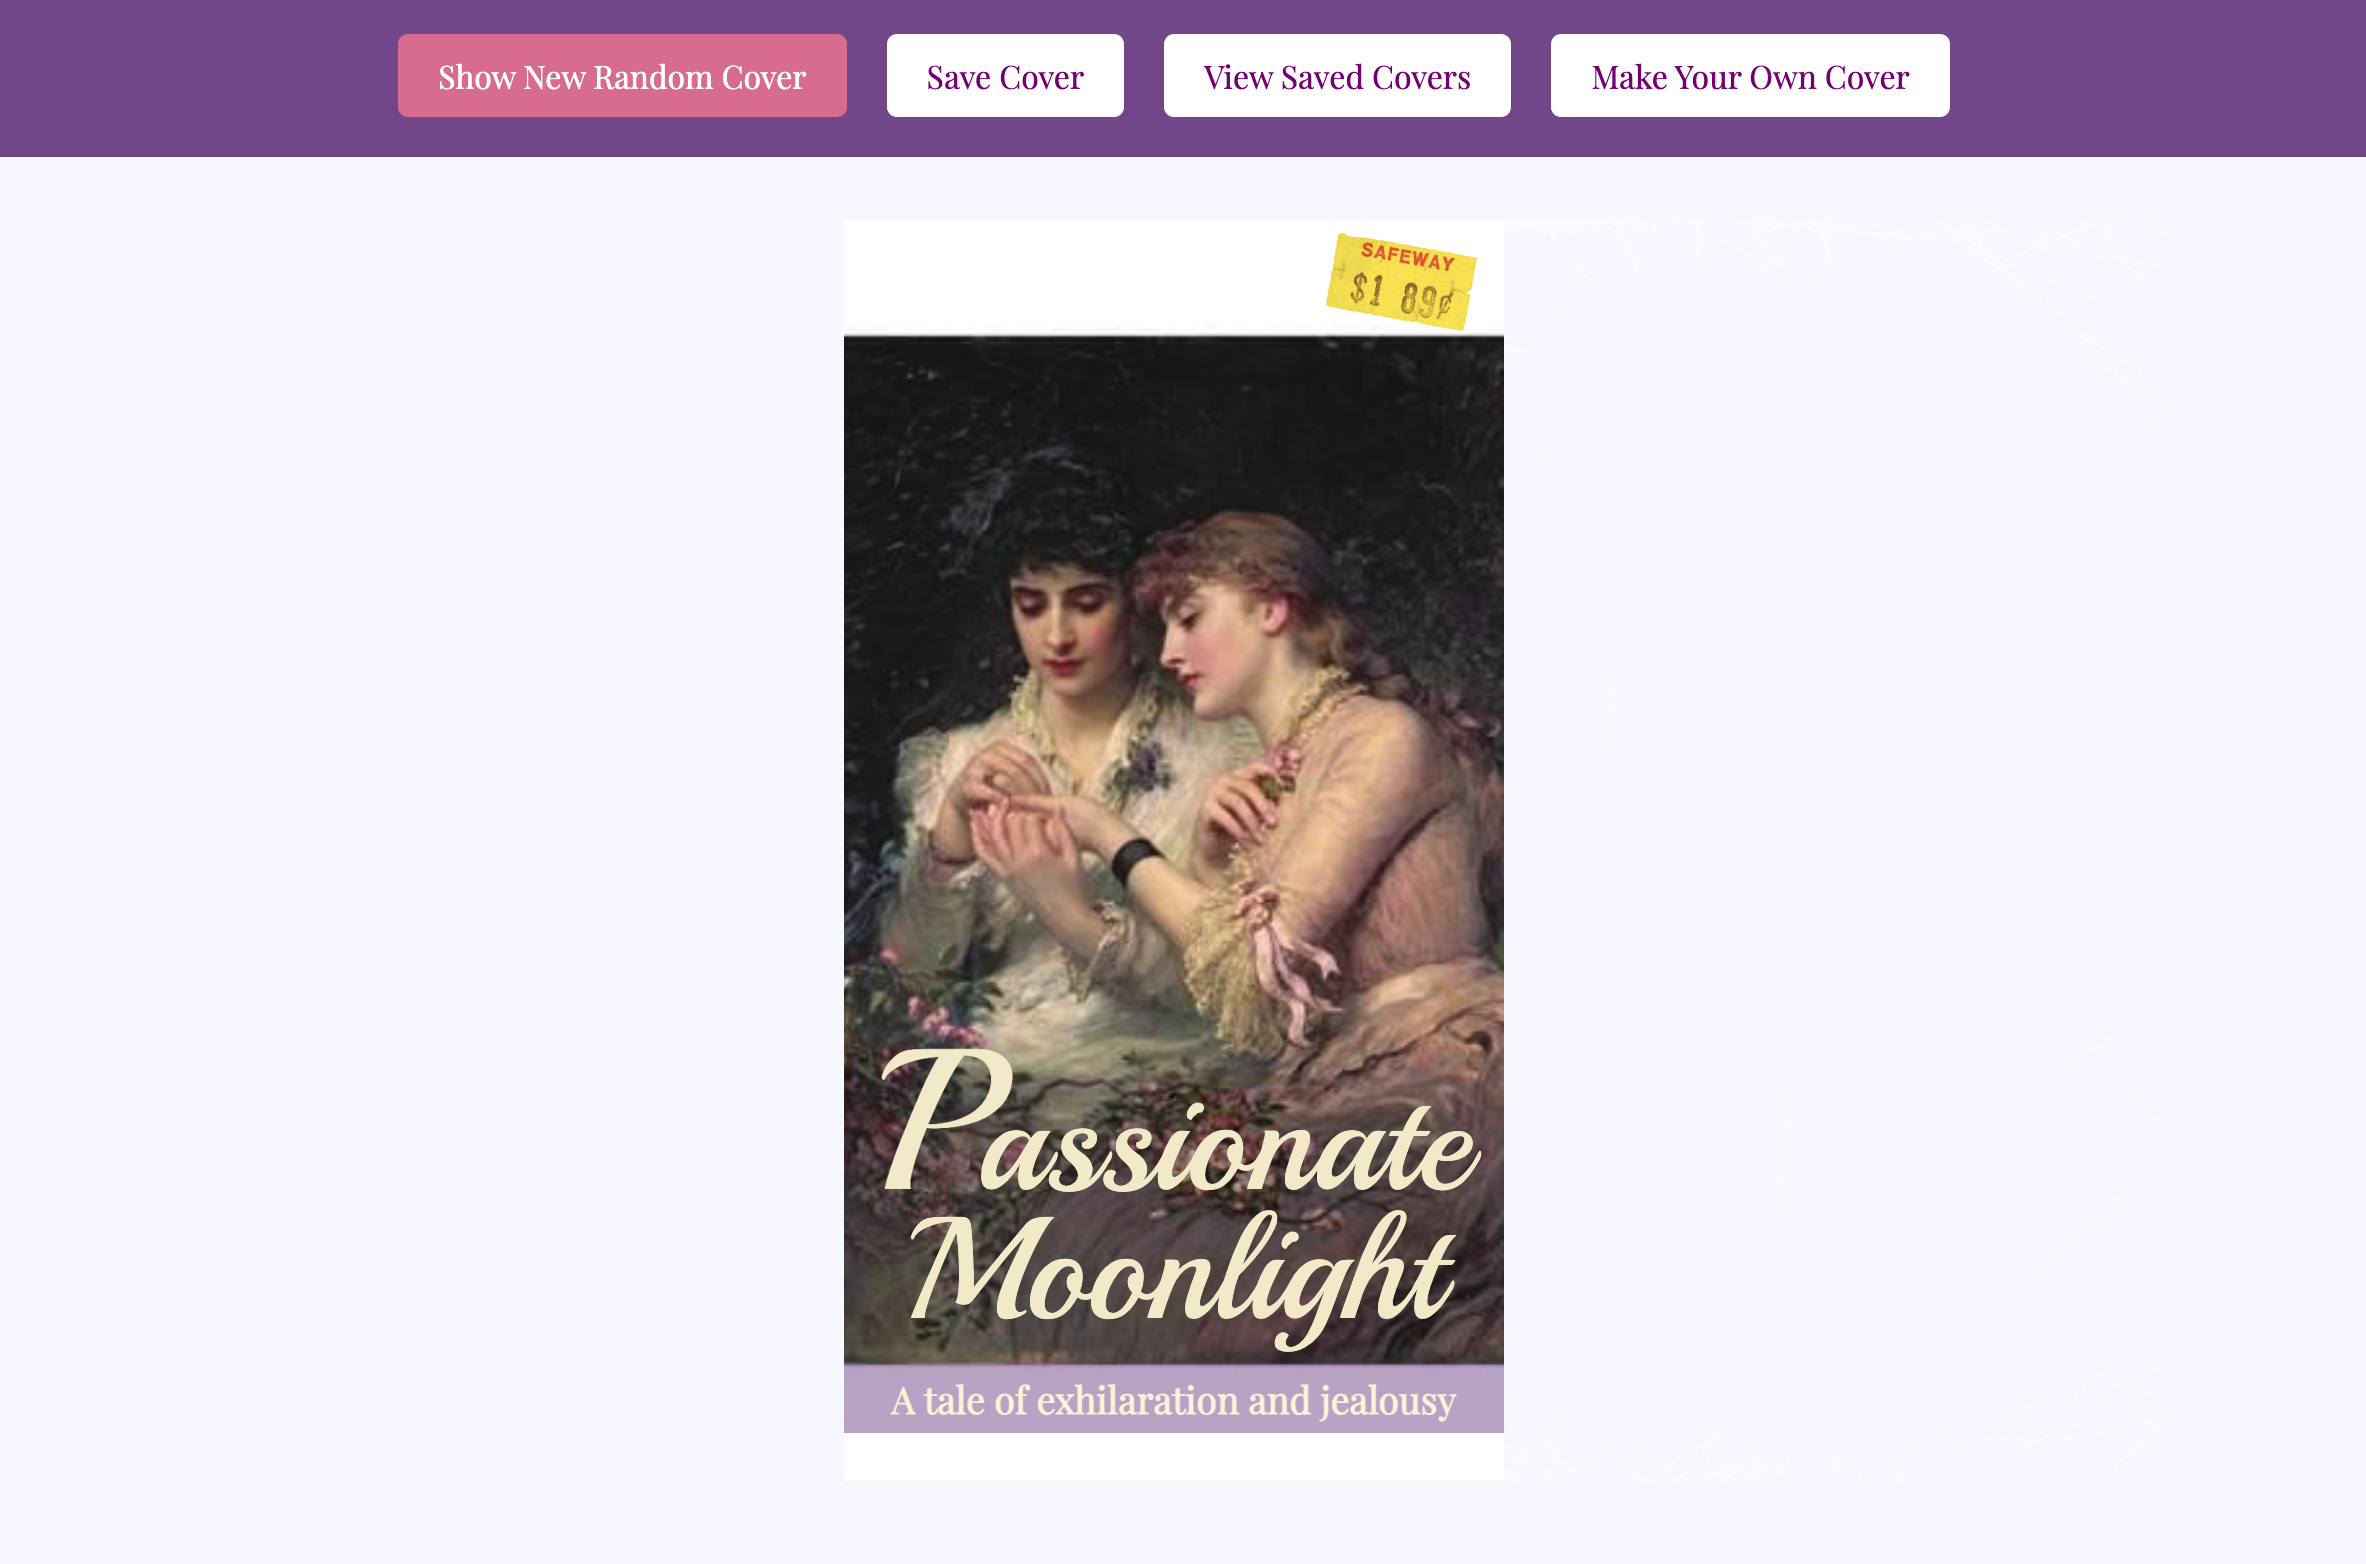 Show New Random Cover
Save Cover
View Saved Covers
Make Your Own Cover
SAFEWAY
$1 89¢
Passionate
Moonlight
A tale of exhilaration and jealousy